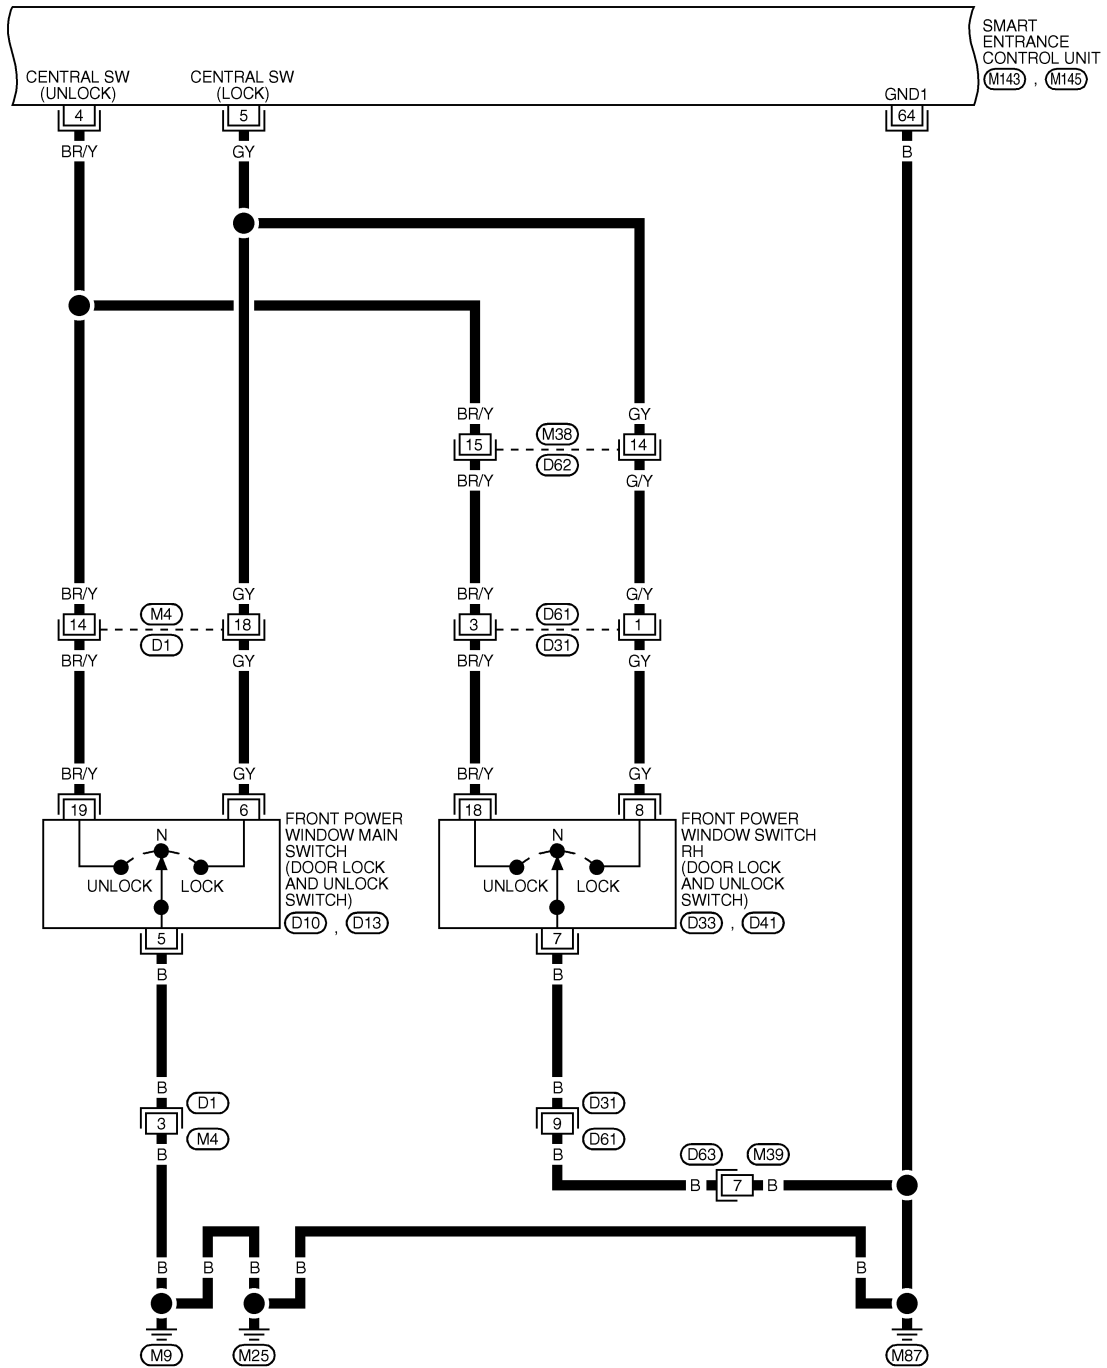 SMART
ENTRANCE
CONTROL UNIT
M143 , M145
CENTRAL SW
(UNLOCK)
CENTRAL SW
(LOCK)
GND1
4
5
64
BR/Y
GY
B
BR/Y
GY
15
M38
14
D62
BR/Y
G/Y
BR/Y
GY
BR/Y
G/Y
14
M4
18
3
D61
1
D1
D31
BR/Y
GY
BR/Y
GY
BR/Y
GY
BR/Y
GY
19
6
18
8
FRONT POWER
WINDOW MAIN
SWITCH
(DOOR LOCK
AND UNLOCK
SWITCH)
D10 , D13
N
UNLOCK
LOCK
FRONT POWER
WINDOW SWITCH
RH
(DOOR LOCK
AND UNLOCK
SWITCH)
D33 , D41
N
UNLOCK
LOCK
5
7
B
B
B
B
3
D1
M4
9
D31
D61
B
B
D63
M39
B
7
B
B
B
B
B
B
M9
M25
M87